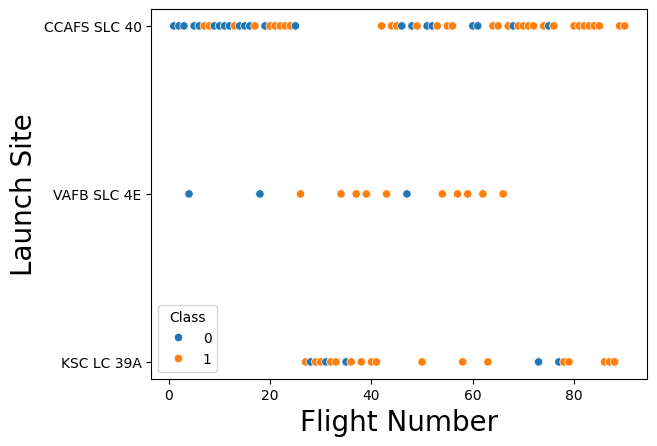 CCAFS SLC 40
VAFB SLC 4E
KSC LC 39A
Launch Site
Class
0
1
0 20 40 60 80
Flight Number